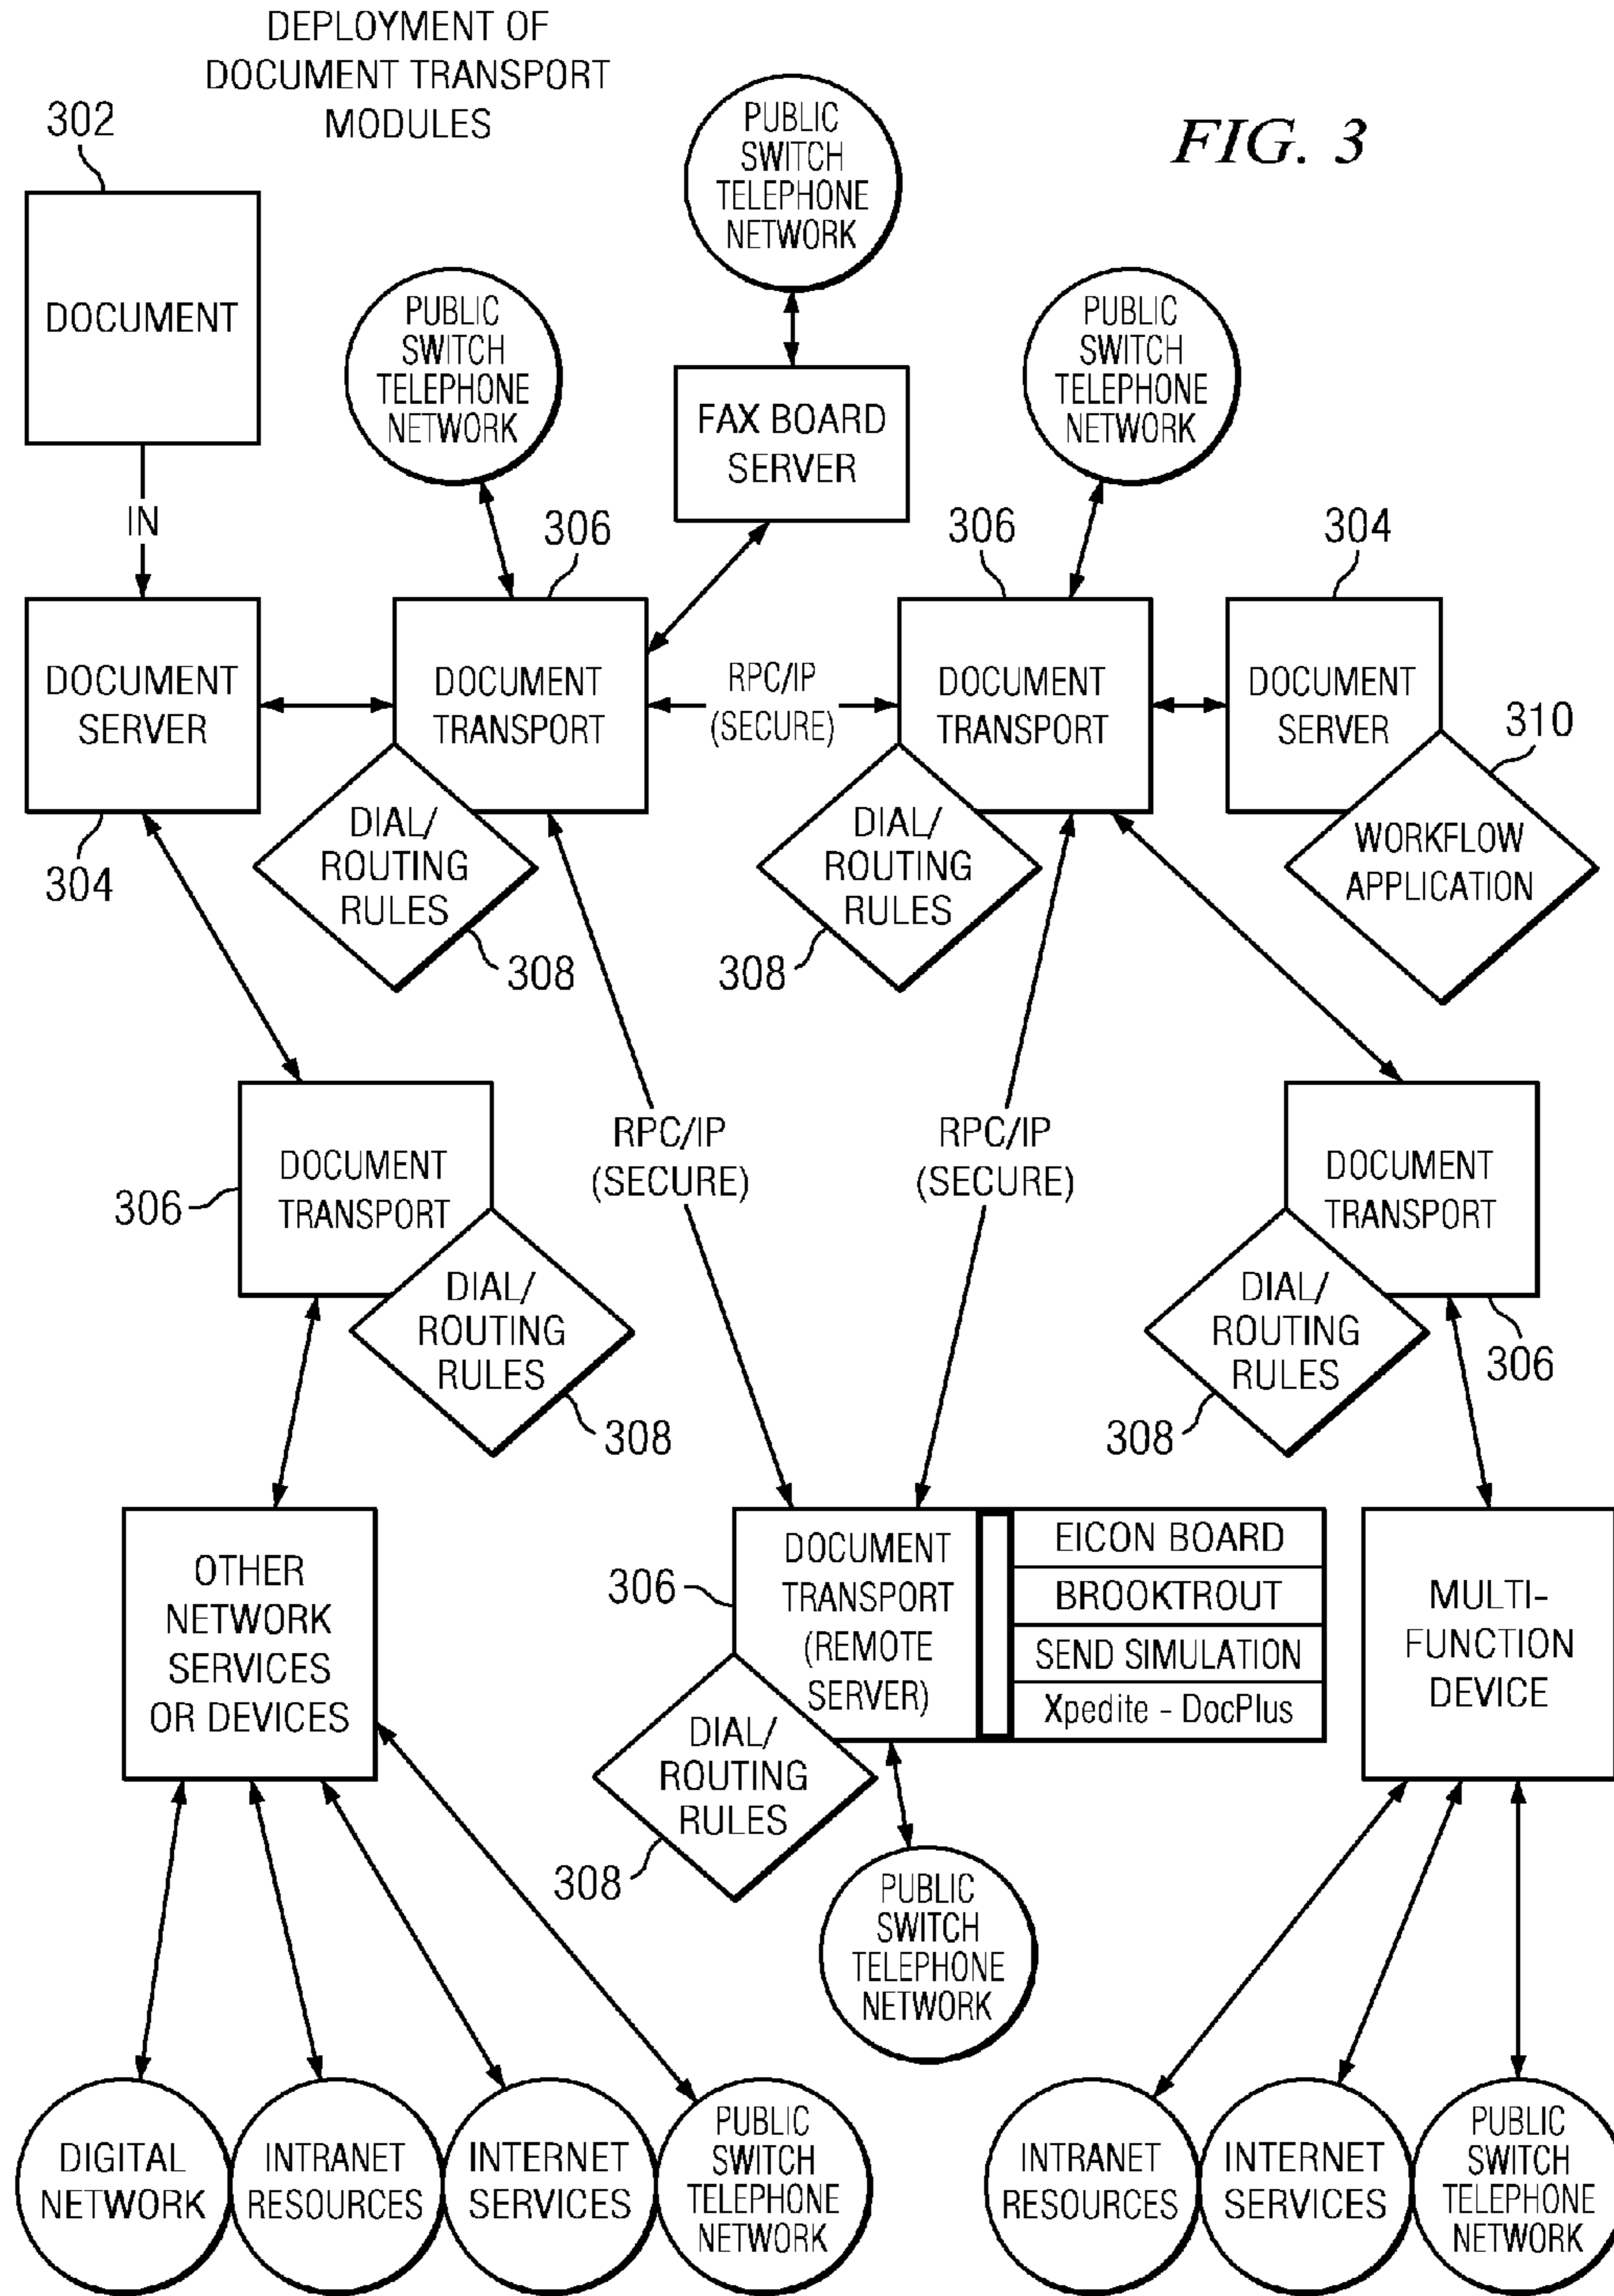 DEPLOYMENT OF
DOCUMENT TRANSPORT
MODULES
FIG. 3
302
DOCUMENT
IN
PUBLIC
SWITCH
TELEPHONE
NETWORK
PUBLIC
SWITCH
TELEPHONE
NETWORK
PUBLIC
SWITCH
TELEPHONE
NETWORK
FAX BOARD
SERVER
306
306
304
DOCUMENT
SERVER
304
DOCUMENT
TRANSPORT
RPC/IP
(SECURE)
DOCUMENT
TRANSPORT
DOCUMENT
SERVER
310
DIAL/
ROUTING
RULES
308
DIAL/
ROUTING
RULES
308
WORKFLOW
APPLICATION
DOCUMENT
TRANSPORT
306
DIAL/
ROUTING
RULES
308
RPC/IP
(SECURE)
RPC/IP
(SECURE)
DOCUMENT
TRANSPORT
306
DIAL/
ROUTING
RULES
308
OTHER
NETWORK
SERVICES
OR DEVICES
306
DOCUMENT
TRANSPORT
(REMOTE
SERVER)
EICON BOARD
BROOKTROUT
SEND SIMULATION
Xpedite - DocPlus
MULTI-
FUNCTION
DEVICE
DIAL/
ROUTING
RULES
308
PUBLIC
SWITCH
TELEPHONE
NETWORK
DIGITAL
NETWORK
INTRANET
RESOURCES
INTERNET
SERVICES
PUBLIC
SWITCH
TELEPHONE
NETWORK
INTRANET
RESOURCES
INTERNET
SERVICES
PUBLIC
SWITCH
TELEPHONE
NETWORK